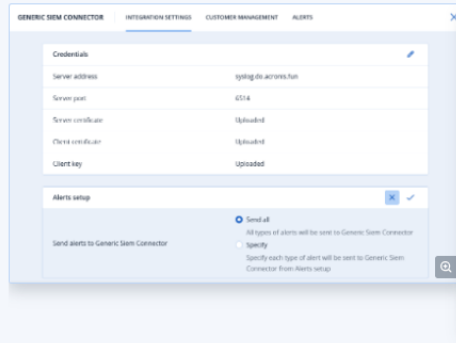 GENERIC SIEM CONNECTOR INTEGRATION SETTINGS CUSTOMER MANAGEMENT ALERTS
Credentials
Server address syslog.dc.acronis.fun
Server port 6514
Server certificate Uploaded
Client certificate Uploaded
Client key Uploaded
Alerts setup
Send all
All types of alerts will be sent to Generic Siem Connector
Send alerts to Generic Siem Connector Specify
Specify each type of alert will be sent to Generic Siem
Connector from Alerts setup